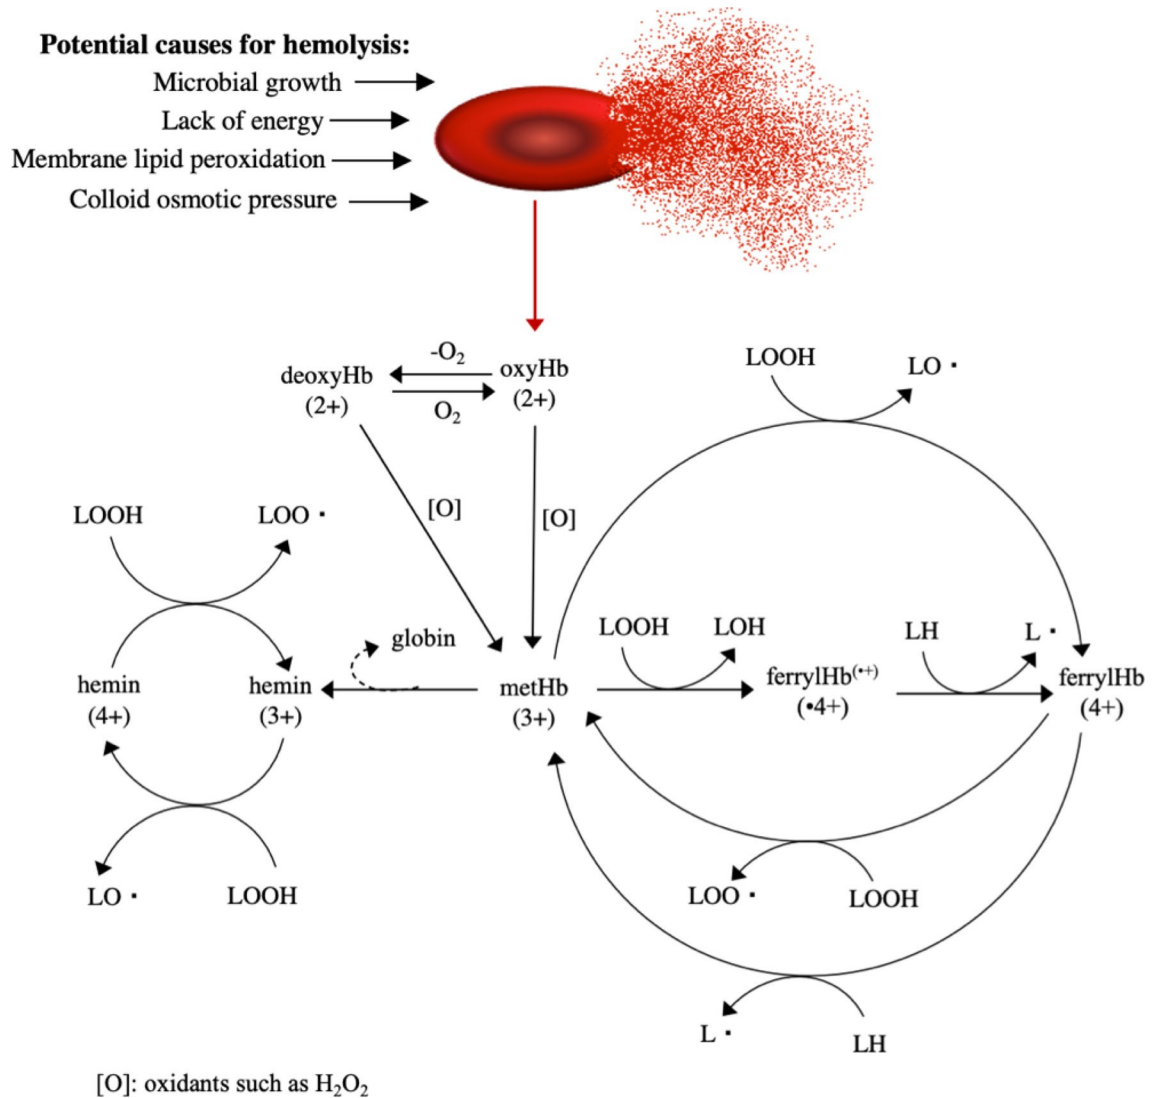 Potential causes for hemolysis:
Microbial growth
Lack of energy
Membrane lipid peroxidation
Colloid osmotic pressure
-O₂
deoxyHb
(2+)
oxyHb
(2+)
O₂
LOOH
LO ·
[O]
[O]
LOOH
LOO ·
globin
LOOH
LOH
LH
L ·
hemin
(4+)
hemin
(3+)
metHb
(3+)
ferrylHb(•+)
(•4+)
ferrylHb
(4+)
LO ·
LOOH
LOO ·
LOOH
L ·
LH
[O]: oxidants such as H₂O₂